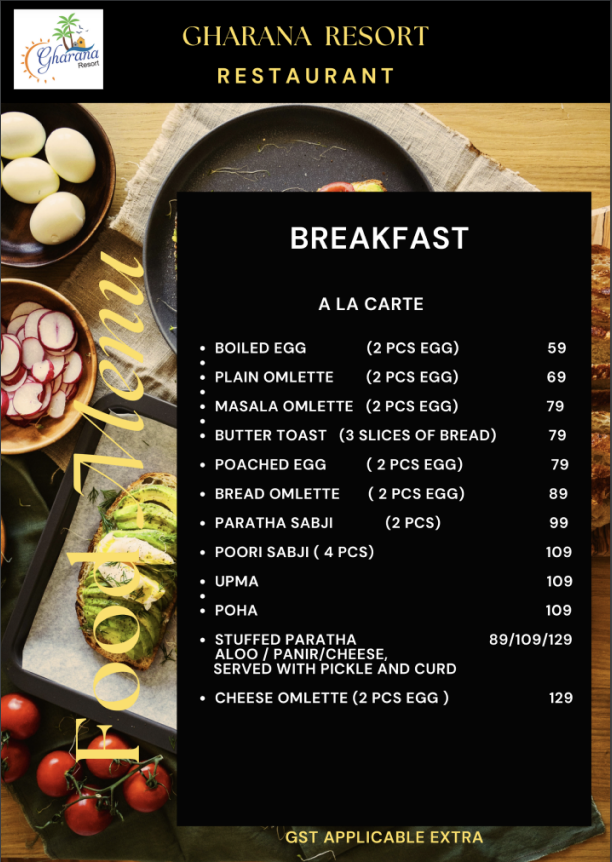 Gharana
Resort
GHARANA RESORT
RESTAURANT
Food Menu
BREAKFAST
A LA CARTE
• BOILED EGG (2 PCS EGG) 59
•
• PLAIN OMLETTE (2 PCS EGG) 69
•
• MASALA OMLETTE (2 PCS EGG) 79
•
• BUTTER TOAST (3 SLICES OF BREAD) 79
• POACHED EGG ( 2 PCS EGG) 79
• BREAD OMLETTE ( 2 PCS EGG) 89
• PARATHA SABJI (2 PCS) 99
• POORI SABJI ( 4 PCS) 109
• UPMA 109
•
• POHA 109
• STUFFED PARATHA 89/109/129
ALOO / PANIR/CHEESE,
SERVED WITH PICKLE AND CURD
• CHEESE OMLETTE (2 PCS EGG ) 129
GST APPLICABLE EXTRA